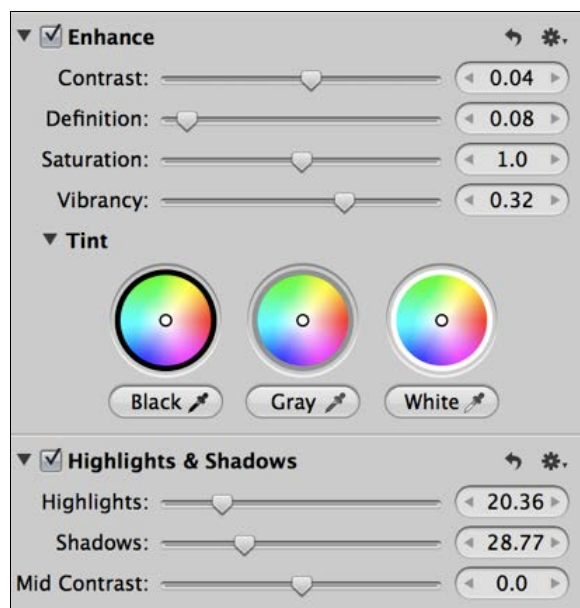 Enhance
Contrast: 0.04
Definition: 0.08
Saturation: 1.0
Vibrancy: 0.32
Tint
Black Gray White
Highlights & Shadows
Highlights: 20.36
Shadows: 28.77
Mid Contrast: 0.0